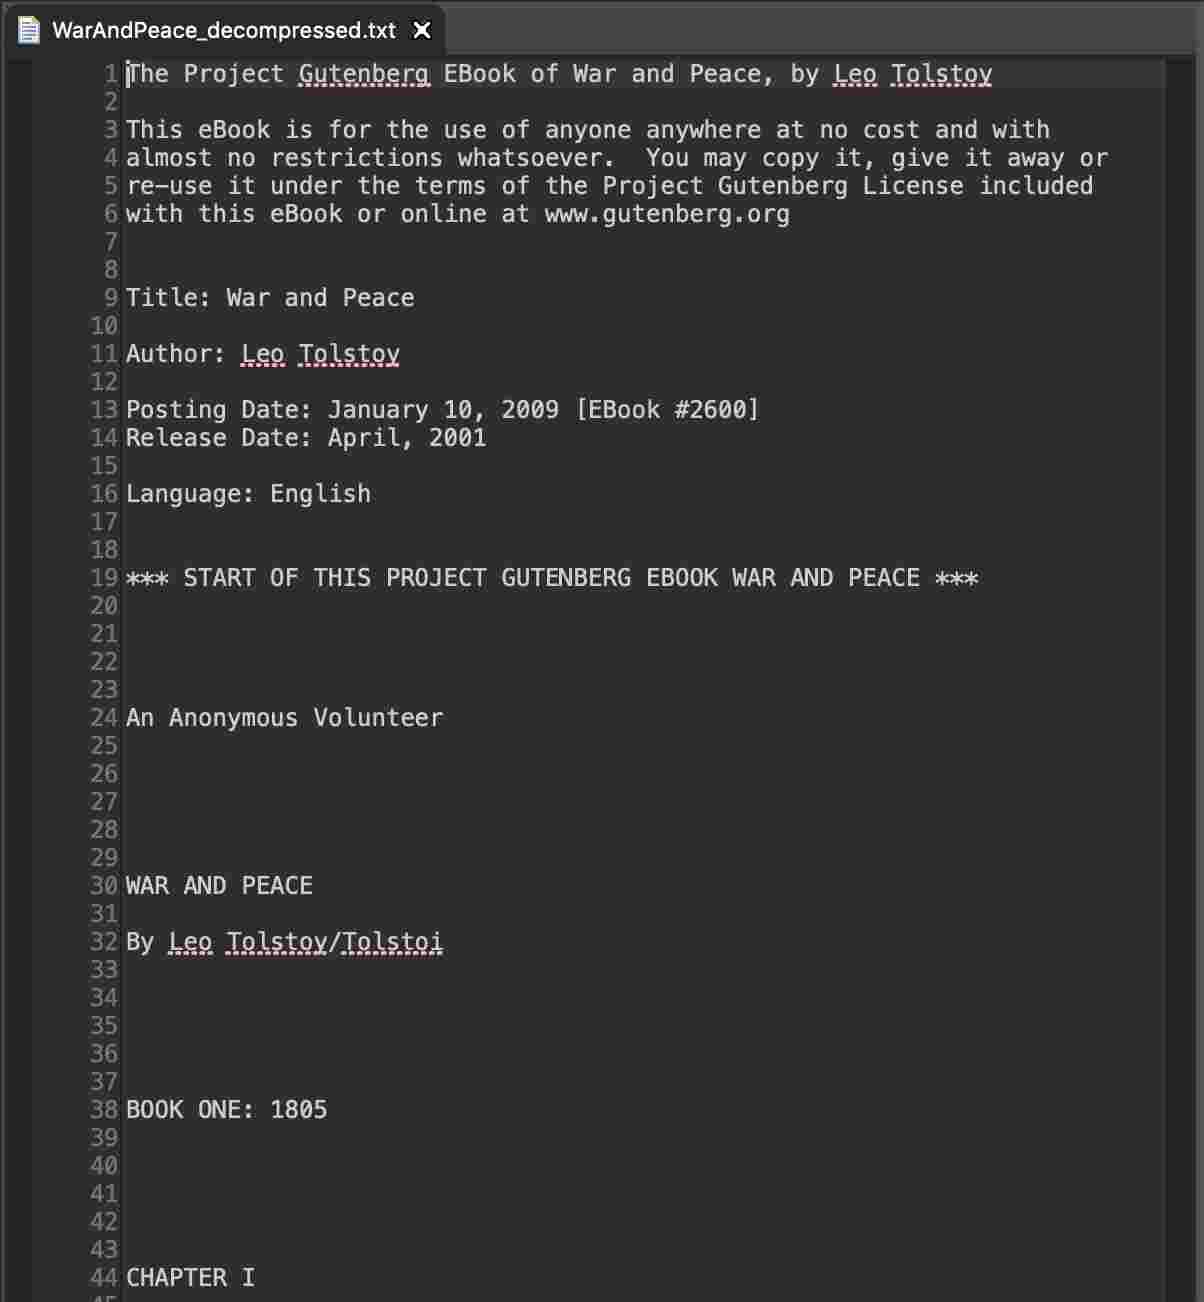 WarAndPeace_decompressed.txt
1 The Project Gutenberg EBook of War and Peace, by Leo Tolstoy
2
3 This eBook is for the use of anyone anywhere at no cost and with
4 almost no restrictions whatsoever.  You may copy it, give it away or
5 re-use it under the terms of the Project Gutenberg License included
6 with this eBook or online at www.gutenberg.org
7
8
9 Title: War and Peace
10
11 Author: Leo Tolstoy
12
13 Posting Date: January 10, 2009 [EBook #2600]
14 Release Date: April, 2001
15
16 Language: English
17
18
19 *** START OF THIS PROJECT GUTENBERG EBOOK WAR AND PEACE ***
20
21
22
23
24 An Anonymous Volunteer
25
26
27
28
29
30 WAR AND PEACE
31
32 By Leo Tolstoy/Tolstoi
33
34
35
36
37
38 BOOK ONE: 1805
39
40
41
42
43
44 CHAPTER I
45